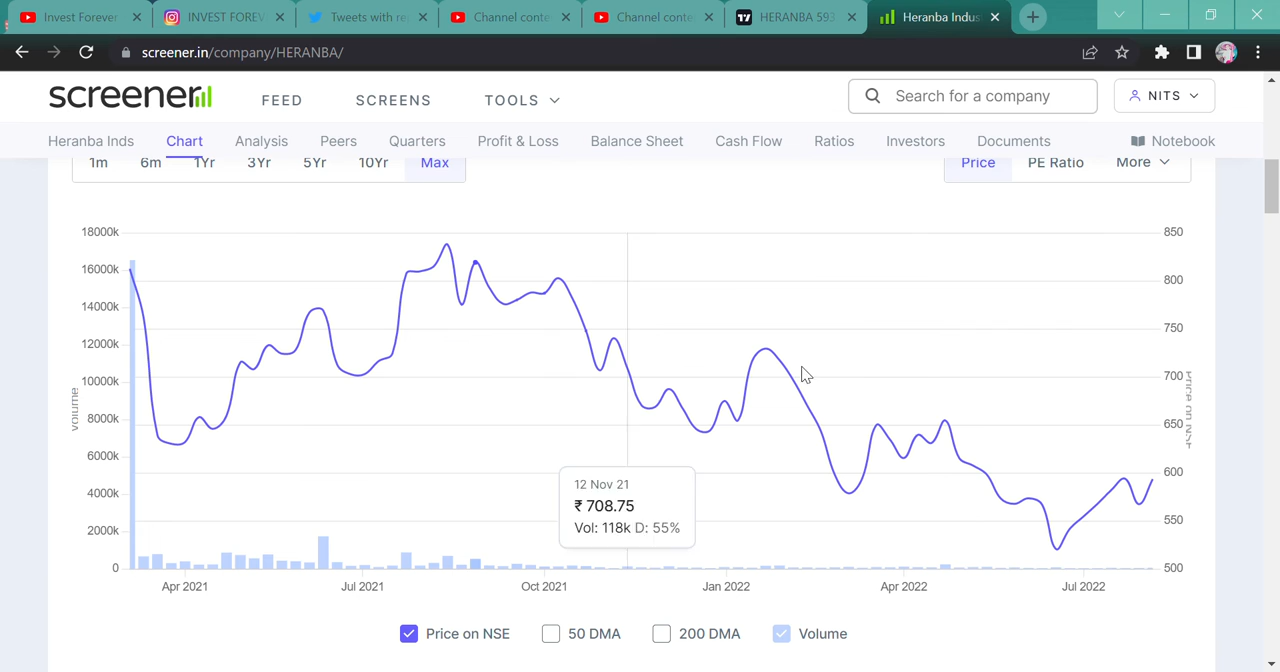 Invest Forever
INVEST FOREV
Tweets with re
Channel conte
Channel conte
HERANBA 593
Heranba Indus
screener.in/company/HERANBA/
screener
FEED SCREENS TOOLS
Search for a company
NITS
Heranba Inds Chart Analysis Peers Quarters Profit & Loss Balance Sheet Cash Flow Ratios Investors Documents Notebook
1m 6m 1Yr 3Yr 5Yr 10Yr Max
Price PE Ratio More
18000k 850
16000k 800
14000k 750
12000k 700
10000k 650
8000k 600
6000k 550
4000k 500
2000k
0
Volume
Price on NSE
12 Nov 21
₹ 708.75
Vol: 118k D: 55%
Apr 2021 Jul 2021 Oct 2021 Jan 2022 Apr 2022 Jul 2022
Price on NSE 50 DMA 200 DMA Volume